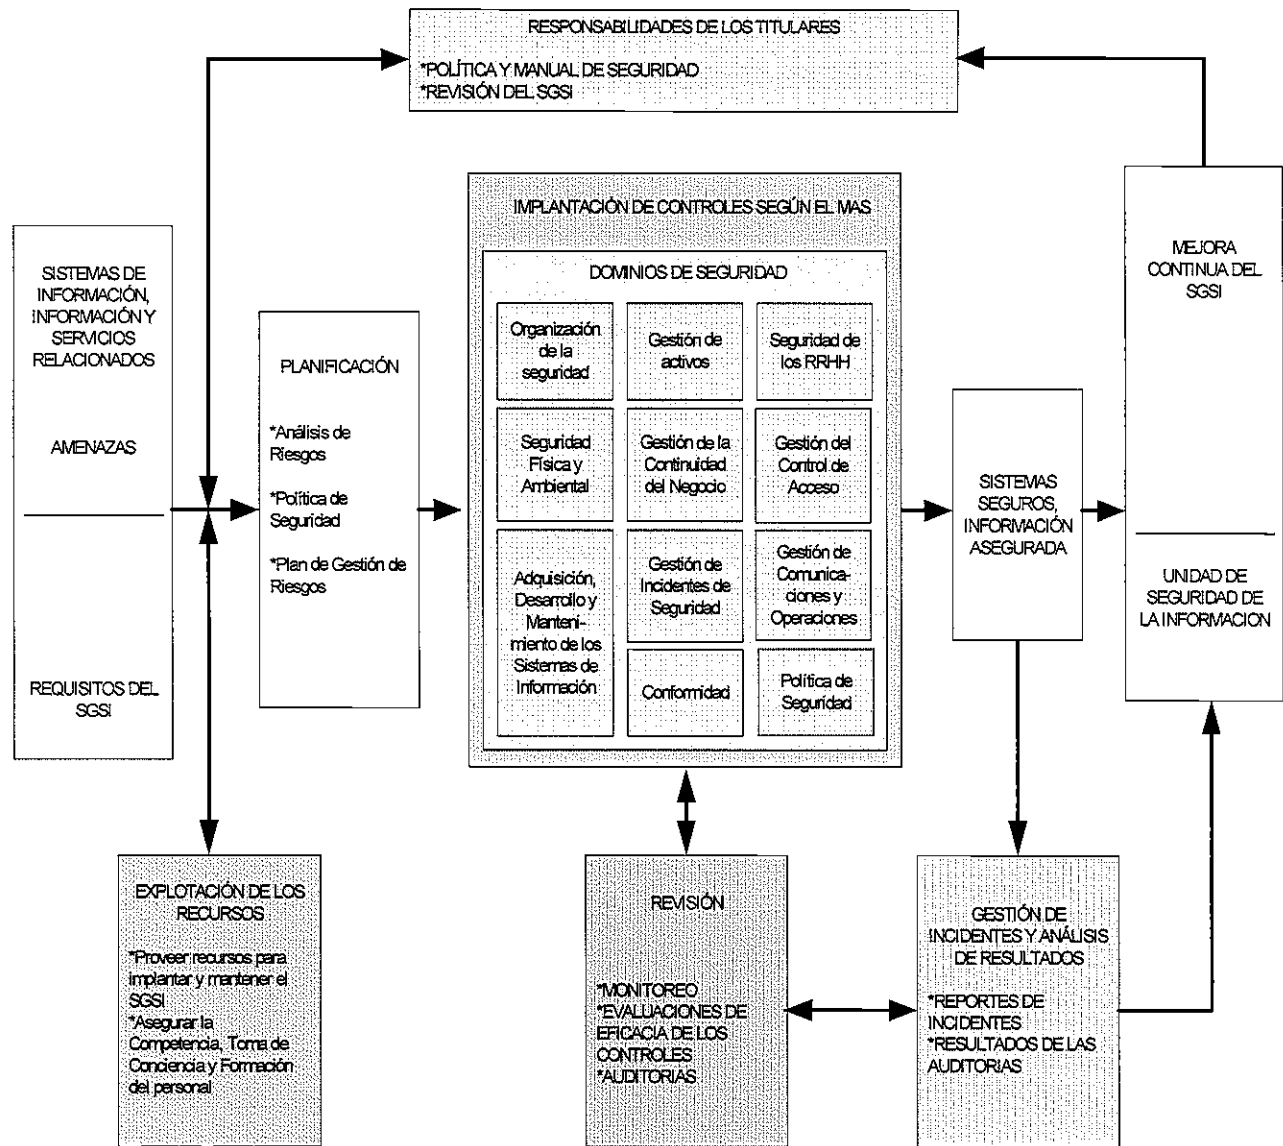 RESPONSABILIDADES DE LOS TITULARES
*POLÍTICA Y MANUAL DE SEGURIDAD
*REVISIÓN DEL SGSI
SISTEMAS DE
INFORMACIÓN,
INFORMACIÓN Y
SERVICIOS
RELACIONADOS
AMENAZAS
REQUISITOS DEL
SGSI
PLANIFICACIÓN
*Análisis de
Riesgos
*Política de
Seguridad
*Plan de Gestión de
Riesgos
IMPLANTACIÓN DE CONTROLES SEGÚN EL MAS
DOMINIOS DE SEGURIDAD
Organización
de la
seguridad
Gestión de
activos
Seguridad de
los RRHH
Seguridad
Física y
Ambiental
Gestión de la
Continuidad
del Negocio
Gestión del
Control de
Acceso
Adquisición,
Desarrollo y
Manteni-
miento de los
Sistemas de
Información
Gestión de
Incidentes de
Seguridad
Gestión de
Comunica-
ciones y
Operaciones
Conformidad
Política de
Seguridad
SISTEMAS
SEGUROS,
INFORMACIÓN
ASEGURADA
MEJORA
CONTINUA DEL
SGSI
UNIDAD DE
SEGURIDAD DE
LA INFORMACION
EXPLOTACIÓN DE LOS
RECURSOS
*Proveer recursos para
implantar y mantener el
SGSI
*Asegurar la
Competencia, Toma de
Conciencia y Formación
del personal
REVISIÓN
*MONITOREO
*EVALUACIONES DE
EFICACIA DE LOS
CONTROLES
*AUDITORIAS
GESTIÓN DE
INCIDENTES Y ANÁLISIS
DE RESULTADOS
*REPORTES DE
INCIDENTES
*RESULTADOS DE LAS
AUDITORIAS